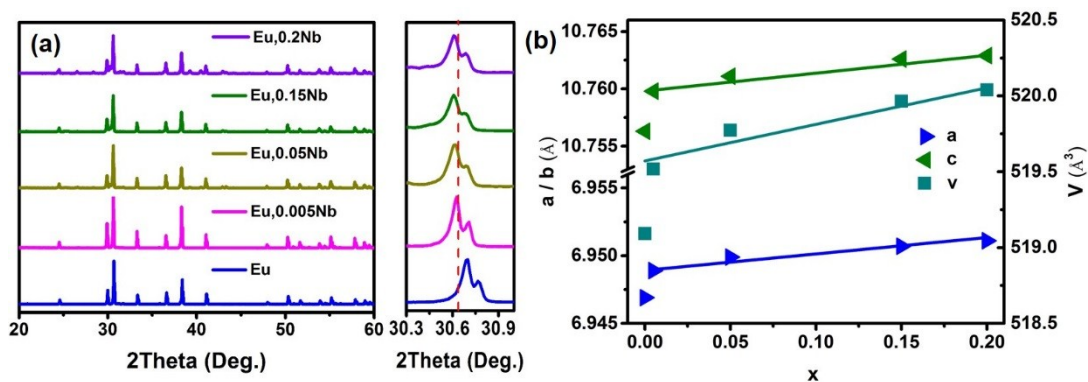 (a)
Eu,0.2Nb
Eu,0.15Nb
Eu,0.05Nb
Eu,0.005Nb
Eu
20 30 40 50 60
2Theta (Deg.)
30.3 30.6 30.9
2Theta (Deg.)
(b)
10.765
10.760
10.755
6.955
6.950
6.945
a / b (Å)
520.5
520.0
519.5
519.0
518.5
V (Å³)
a
c
v
0.00 0.05 0.10 0.15 0.20
x